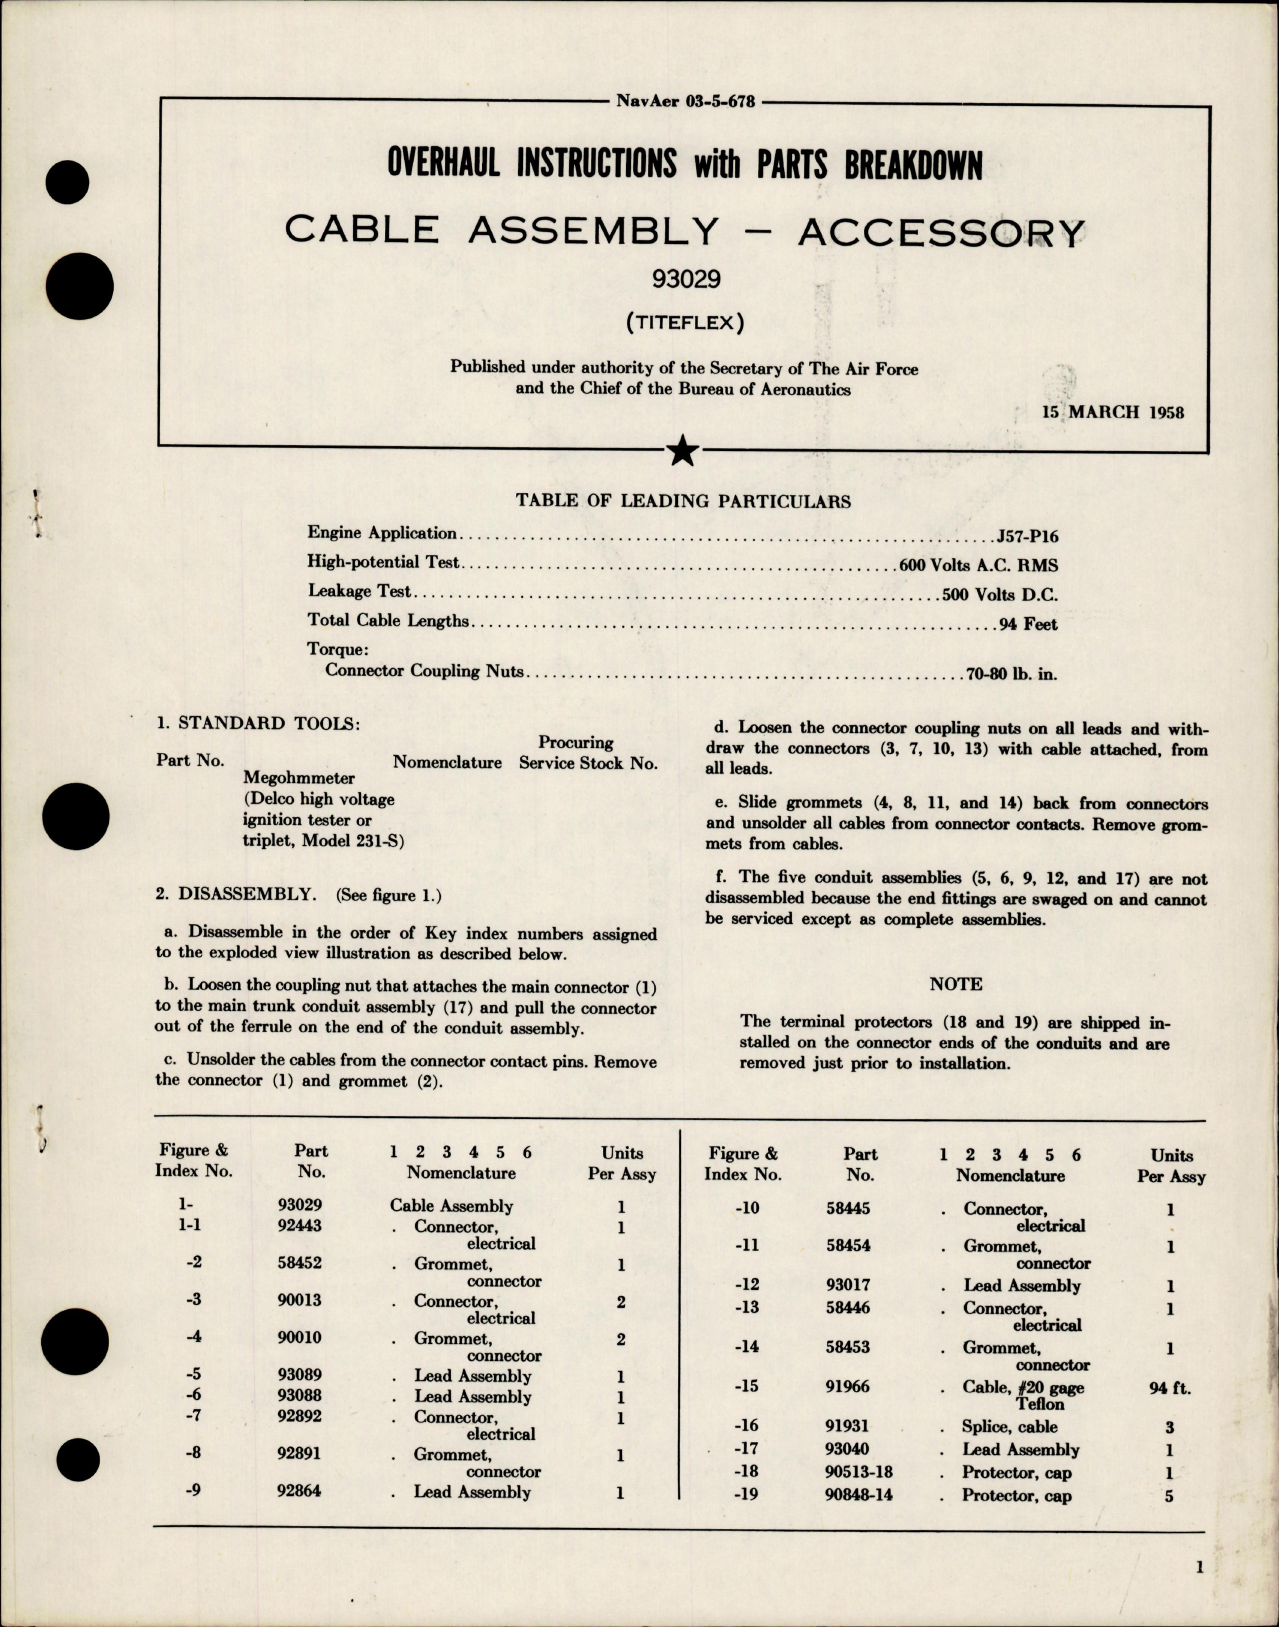 NavAer 03-5-678
OVERHAUL INSTRUCTIONS with PARTS BREAKDOWN
CABLE ASSEMBLY — ACCESSORY
93029
(TITEFLEX)
Published under authority of the Secretary of The Air Force
and the Chief of the Bureau of Aeronautics
15 MARCH 1958
TABLE OF LEADING PARTICULARS
Engine Application....................J57-P16
High-potential Test....................600 Volts A.C. RMS
Leakage Test....................500 Volts D.C.
Total Cable Lengths....................94 Feet
Torque:
Connector Coupling Nuts....................70-80 lb. in.
1. STANDARD TOOLS:
Procuring
Part No. Nomenclature Service Stock No.
Megohmmeter
(Delco high voltage
ignition tester or
triplet, Model 231-S)
2. DISASSEMBLY. (See figure 1.)
a. Disassemble in the order of Key index numbers assigned
to the exploded view illustration as described below.
b. Loosen the coupling nut that attaches the main connector (1)
to the main trunk conduit assembly (17) and pull the connector
out of the ferrule on the end of the conduit assembly.
c. Unsolder the cables from the connector contact pins. Remove
the connector (1) and grommet (2).
d. Loosen the connector coupling nuts on all leads and with-
draw the connectors (3, 7, 10, 13) with cable attached, from
all leads.
e. Slide grommets (4, 8, 11, and 14) back from connectors
and unsolder all cables from connector contacts. Remove grom-
mets from cables.
f. The five conduit assemblies (5, 6, 9, 12, and 17) are not
disassembled because the end fittings are swaged on and cannot
be serviced except as complete assemblies.
NOTE
The terminal protectors (18 and 19) are shipped in-
stalled on the connector ends of the conduits and are
removed just prior to installation.
Figure & Part 1 2 3 4 5 6 Units
Index No. No. Nomenclature Per Assy
1- 93029 Cable Assembly 1
1-1 92443 . Connector, 1
electrical
-2 58452 . Grommet, 1
connector
-3 90013 . Connector, 2
electrical
-4 90010 . Grommet, 2
connector
-5 93089 . Lead Assembly 1
-6 93088 . Lead Assembly 1
-7 92892 . Connector, 1
electrical
-8 92891 . Grommet, 1
connector
-9 92864 . Lead Assembly 1
Figure & Part 1 2 3 4 5 6 Units
Index No. No. Nomenclature Per Assy
-10 58445 . Connector, 1
electrical
-11 58454 . Grommet, 1
connector
-12 93017 . Lead Assembly 1
-13 58446 . Connector, 1
electrical
-14 58453 . Grommet, 1
connector
-15 91966 . Cable, #20 gage 94 ft.
Teflon
-16 91931 . Splice, cable 3
-17 93040 . Lead Assembly 1
-18 90513-18 . Protector, cap 1
-19 90848-14 . Protector, cap 5
1